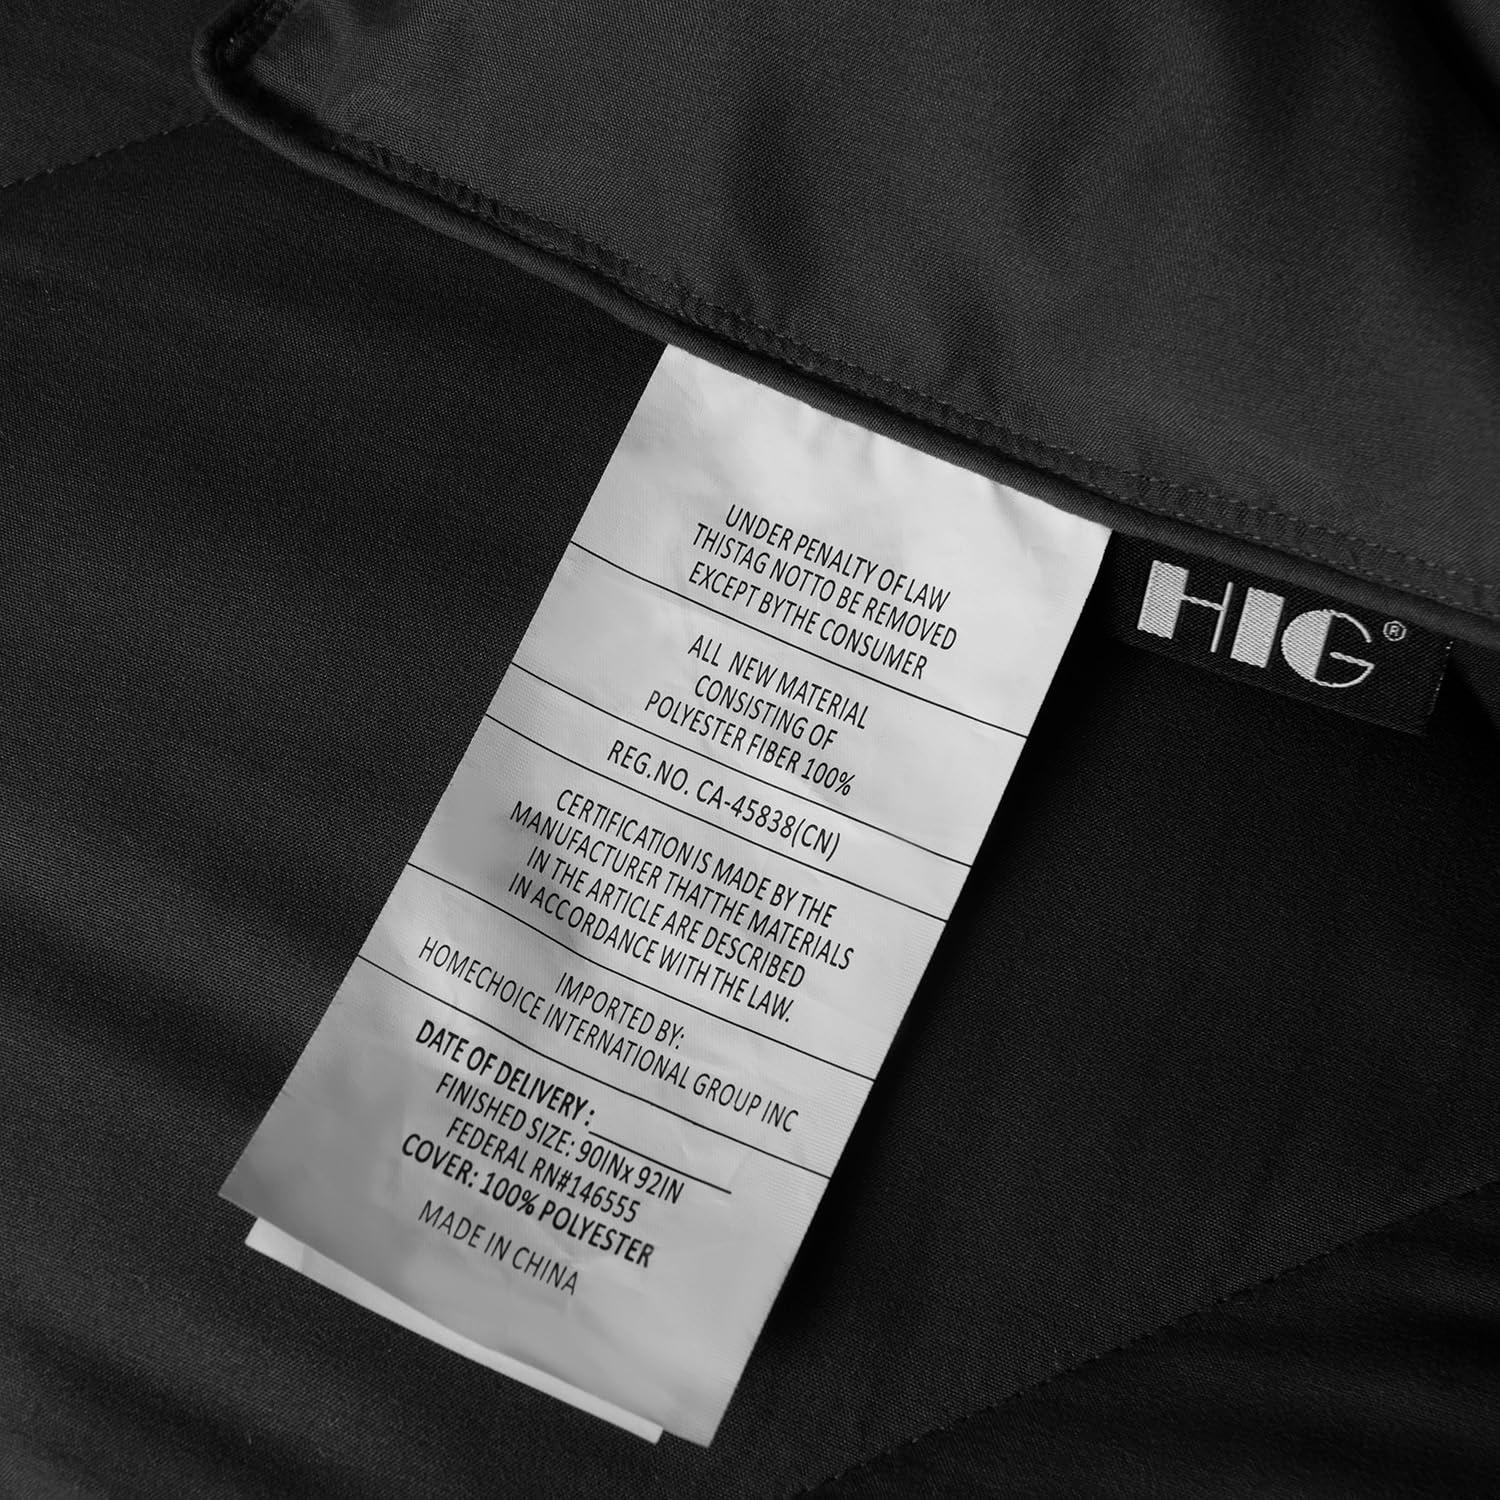 UNDER PENALTY OF LAW
THISTAG NOTTO BE REMOVED
EXCEPT BYTHE CONSUMER
ALL NEW MATERIAL
CONSISTING OF
POLYESTER FIBER 100%
REG.NO. CA-45838(CN)
CERTIFICATION IS MADE BY THE
MANUFACTURER THATTHE MATERIALS
IN THE ARTICLE ARE DESCRIBED
IN ACCORDANCE WITH THE LAW.
IMPORTED BY:
HOMECHOICE INTERNATIONAL GROUP INC
DATE OF DELIVERY:
FINISHED SIZE: 90INx 92IN
FEDERAL RN#146555
COVER: 100% POLYESTER
MADE IN CHINA
HIG®